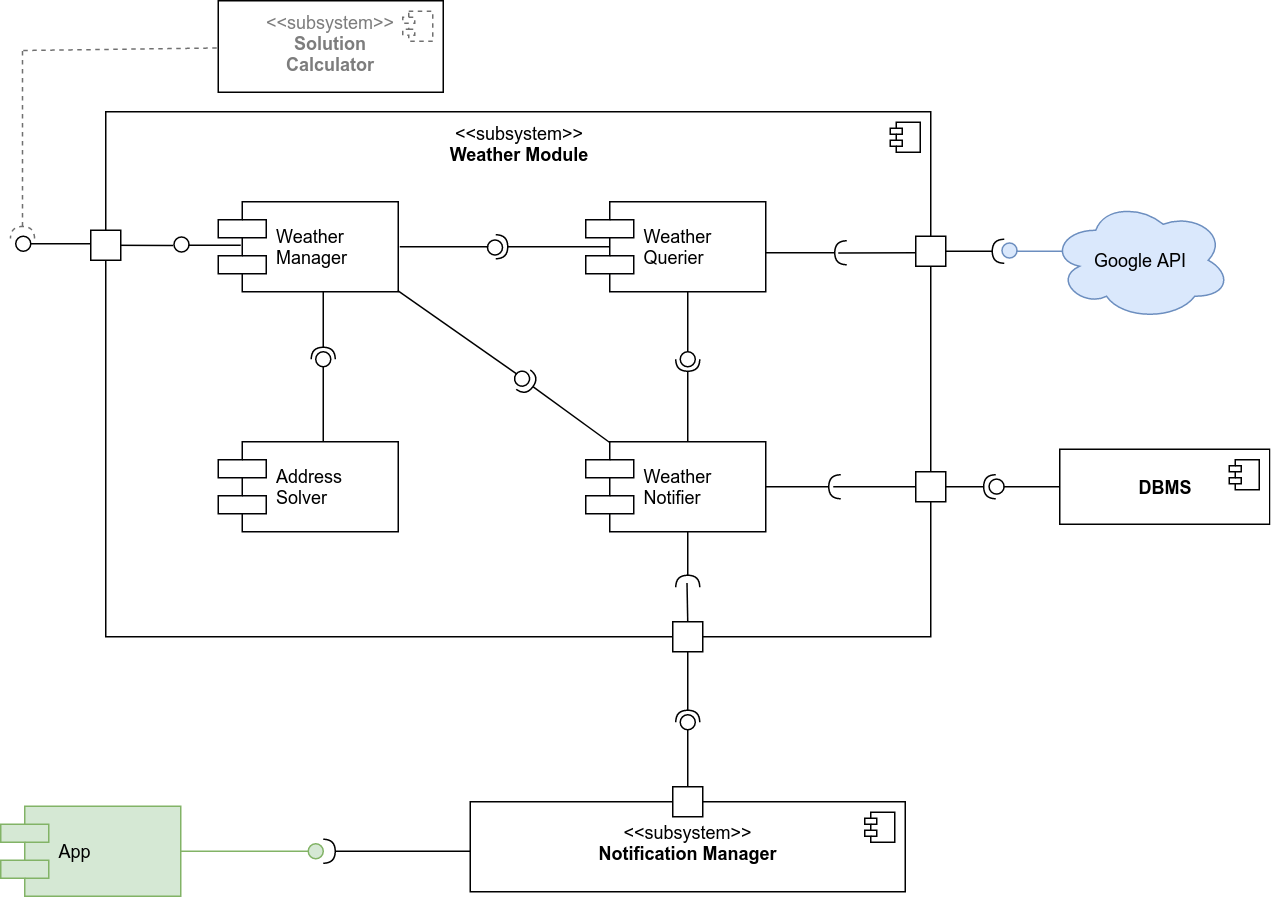 <<subsystem>>
Solution
Calculator
<<subsystem>>
Weather Module
Weather
Manager
Weather
Querier
Google API
Address
Solver
Weather
Notifier
DBMS
App
<<subsystem>>
Notification Manager